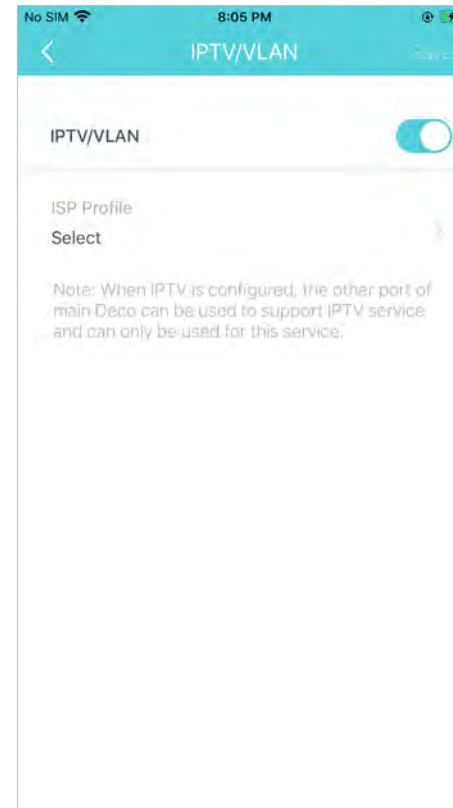 No SIM 8:05 PM
IPTV/VLAN Save
IPTV/VLAN
ISP Profile
Select
Note: When IPTV is configured, the other port of
main Deco can be used to support IPTV service
and can only be used for this service.